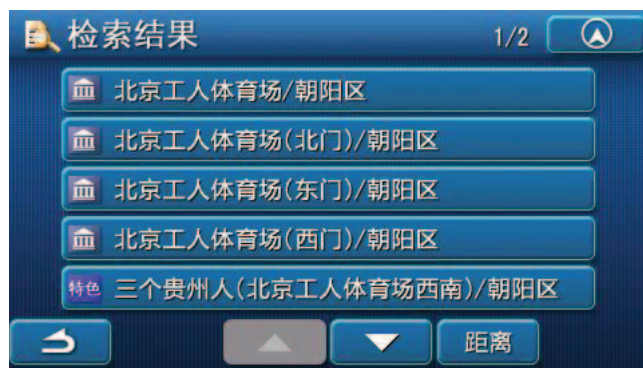 检索结果 1/2
北京工人体育场/朝阳区
北京工人体育场(北门)/朝阳区
北京工人体育场(东门)/朝阳区
北京工人体育场(西门)/朝阳区
特色 三个贵州人(北京工人体育场西南)/朝阳区
距离